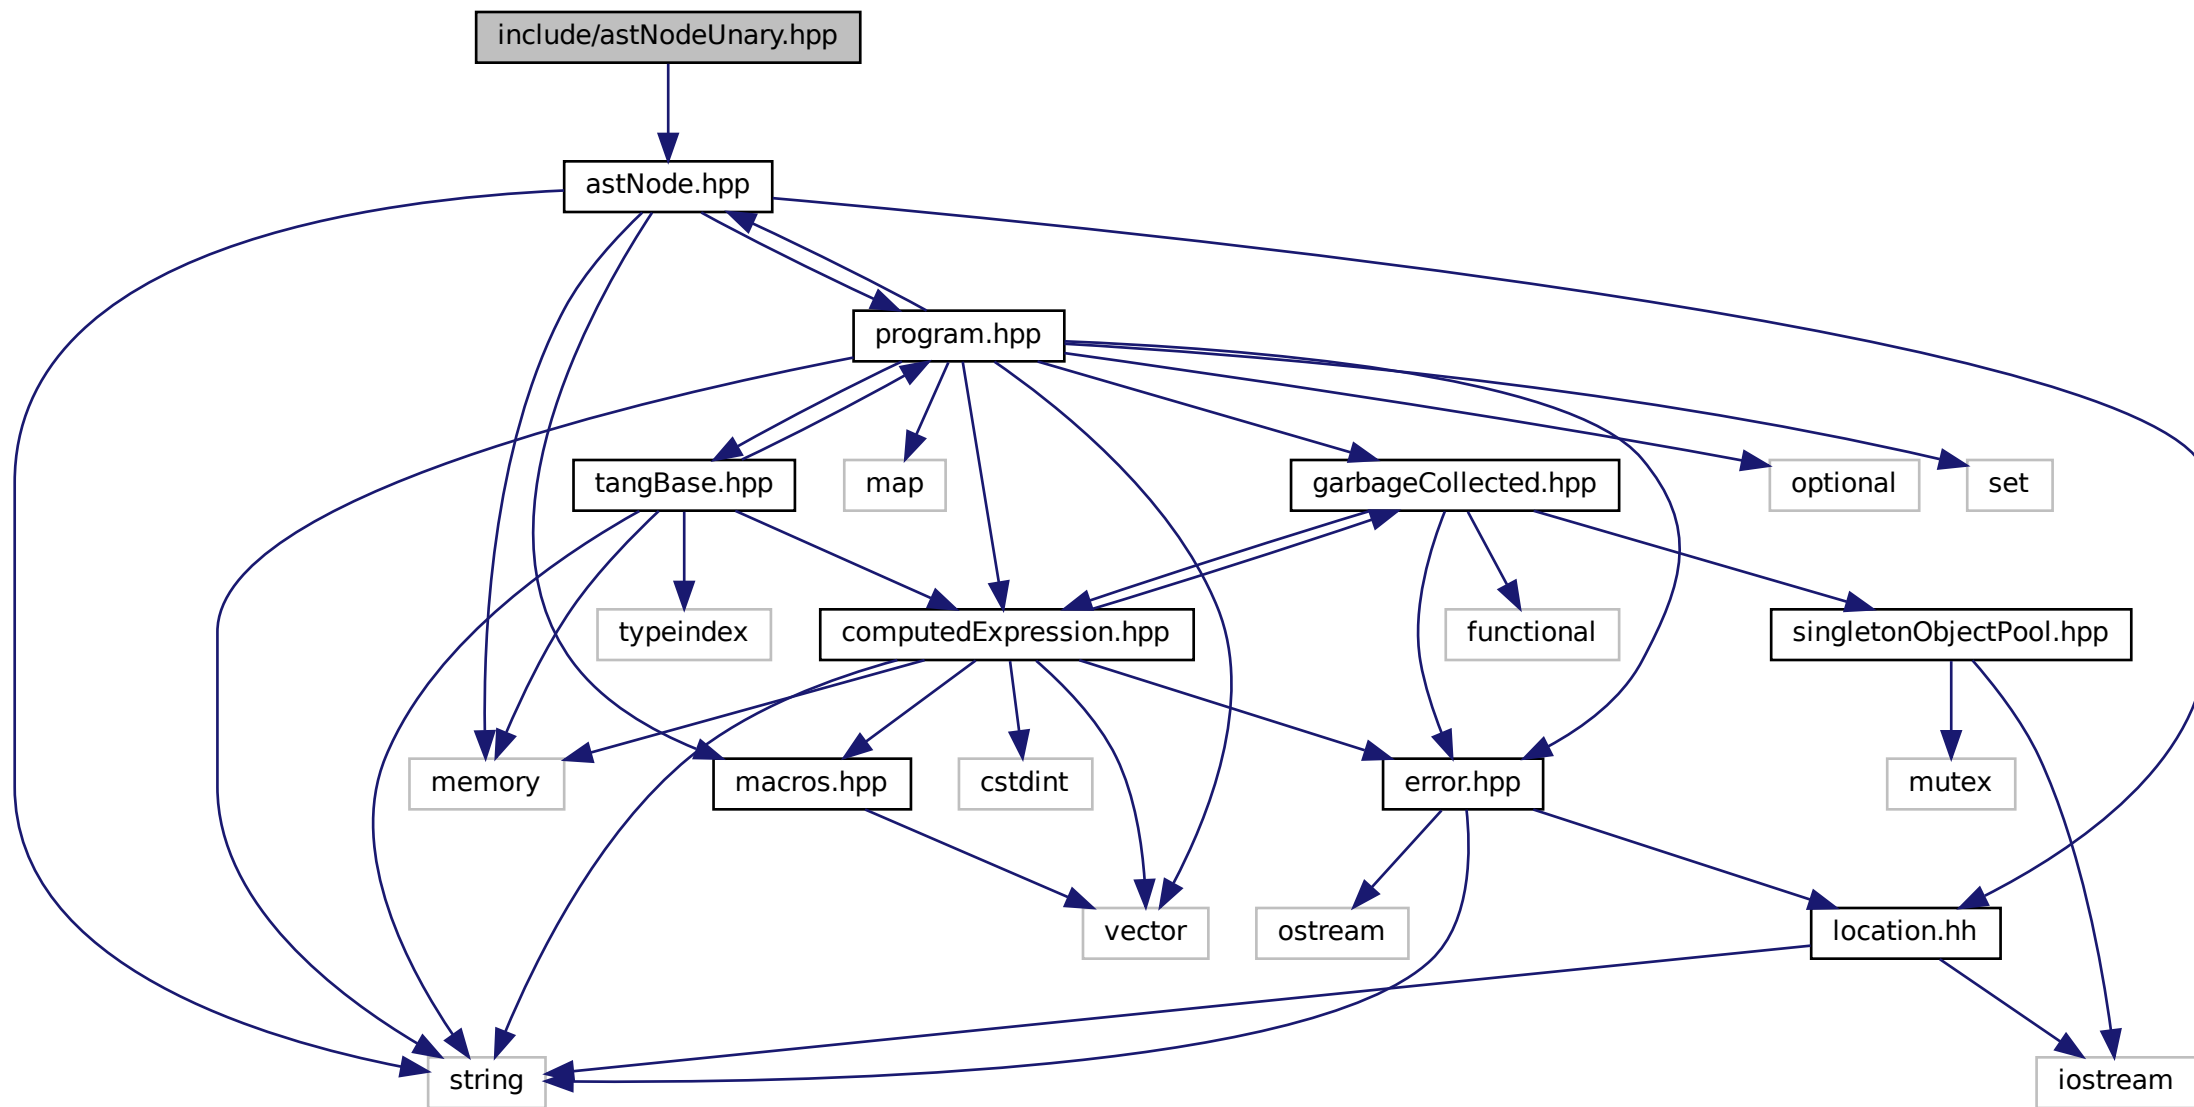 include/astNodeUnary.hpp
astNode.hpp
program.hpp
tangBase.hpp
map
garbageCollected.hpp
optional
set
typeindex
computedExpression.hpp
functional
singletonObjectPool.hpp
memory
macros.hpp
cstdint
error.hpp
mutex
vector
ostream
location.hh
string
iostream